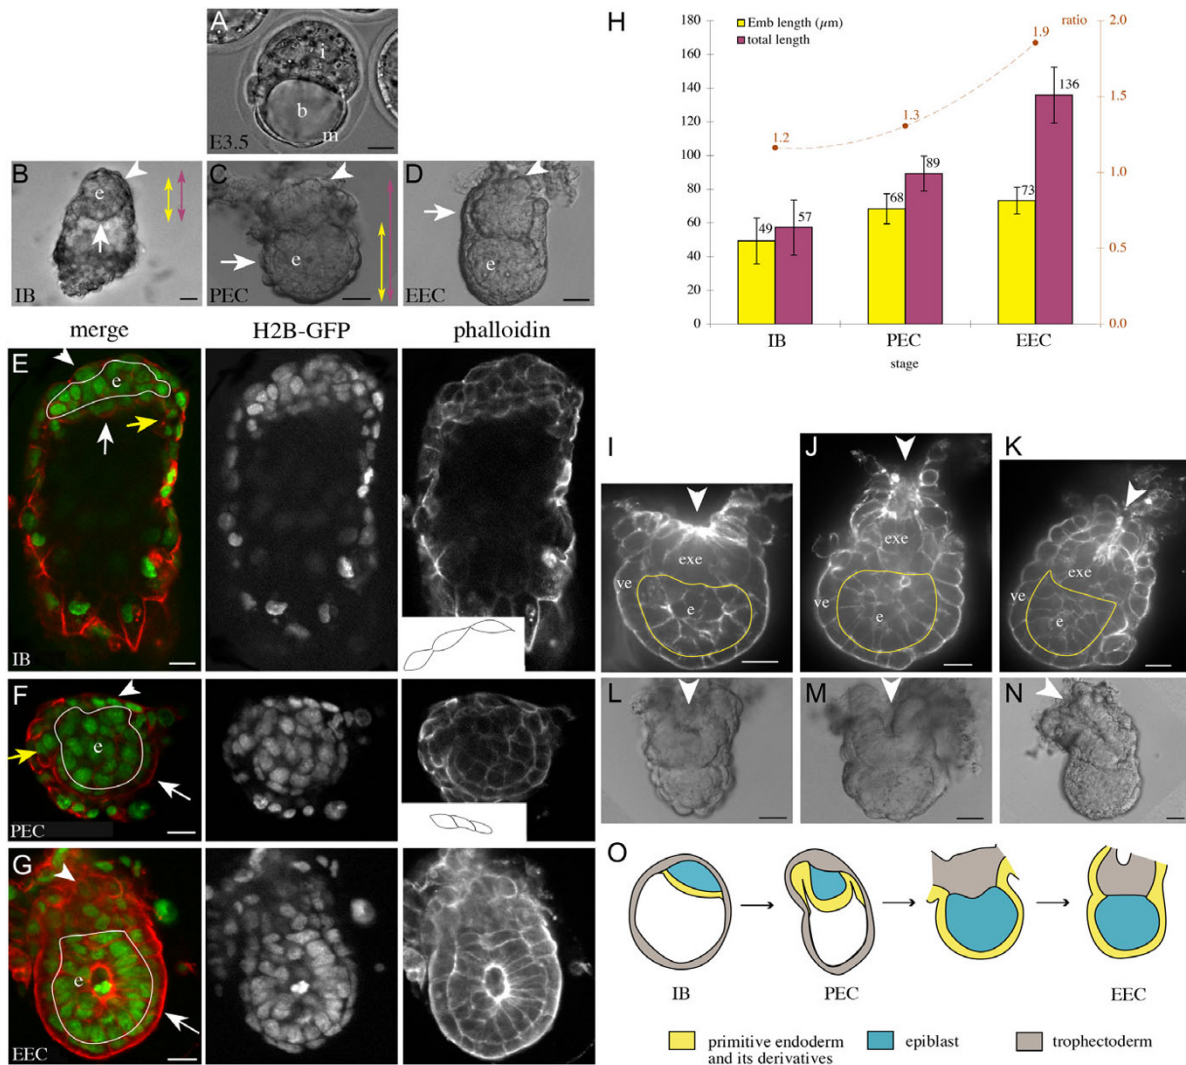 A
i
b
m
E3.5
B
e
IB
C
e
PEC
D
e
EEC
H
Emb length (µm)
total length
ratio
180
160
140
120
100
80
60
40
20
0
2.0
1.5
1.0
0.5
0.0
1.2
1.3
1.9
49
57
68
89
73
136
IB
PEC
EEC
stage
merge
H2B-GFP
phalloidin
E
e
IB
F
e
PEC
G
e
EEC
I
exe
ve
e
J
exe
ve
e
K
exe
ve
e
L
M
N
O
IB
PEC
EEC
primitive endoderm
and its derivatives
epiblast
trophectoderm